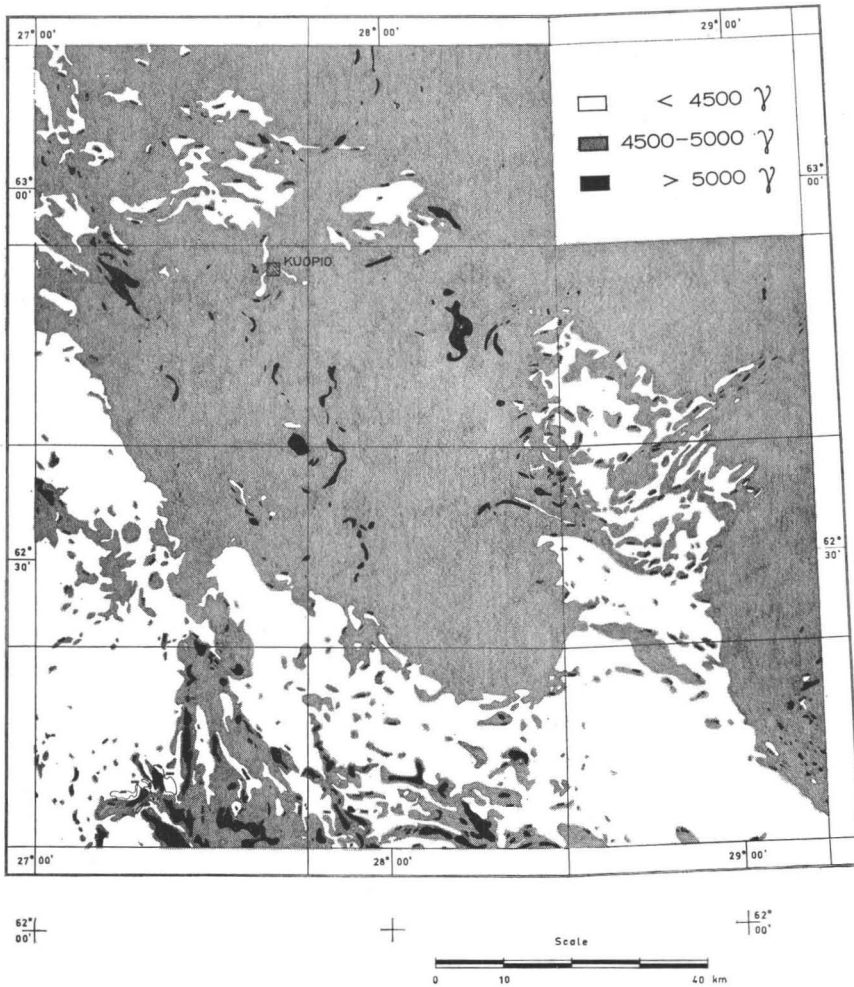 27° 00' 28° 00' 29° 00'
< 4500 γ
4500-5000 γ
> 5000 γ
63° 00' 63° 00'
KUOPIO
62° 30' 62° 30'
27° 00' 28° 00' 29° 00'
62° 00' 62° 00'
Scale
0 10 40 km